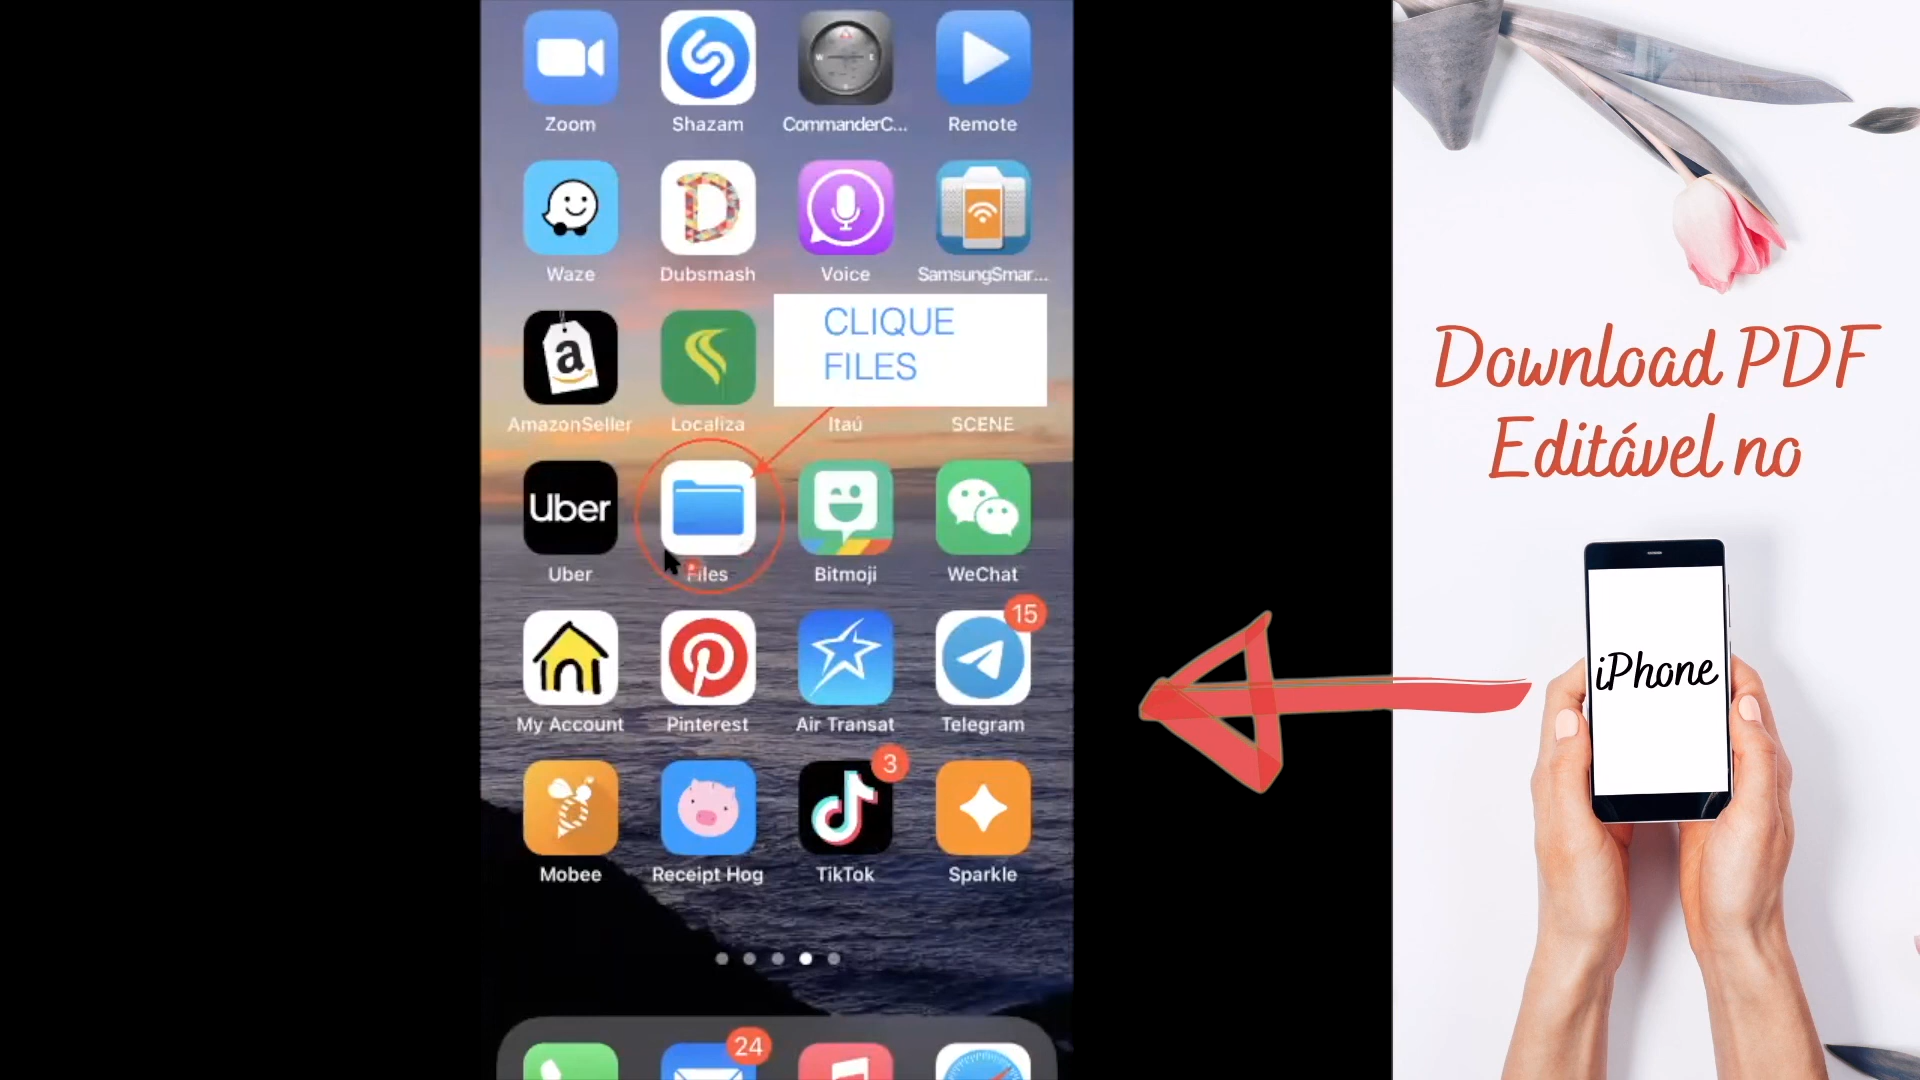 Zoom
Shazam
CommanderC...
Remote
Waze
Dubsmash
Voice
SamsungSmar...
CLIQUE
FILES
a
AmazonSeller
Localiza
Itaú
SCENE
Uber
Uber
Files
Bitmoji
WeChat
15
My Account
Pinterest
Air Transat
Telegram
3
Mobee
Receipt Hog
TikTok
Sparkle
24
Download PDF
Editável no
iPhone